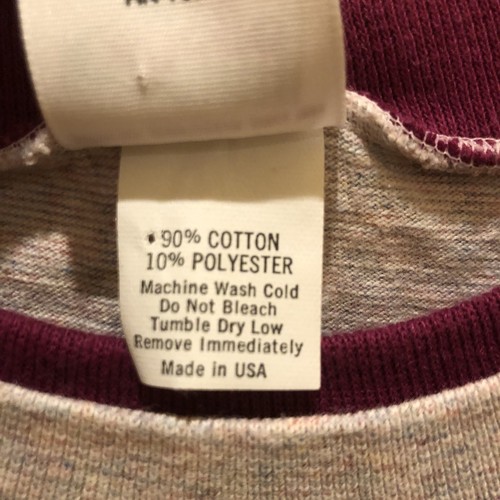 90% COTTON
10% POLYESTER
Machine Wash Cold
Do Not Bleach
Tumble Dry Low
Remove Immediately
Made in USA